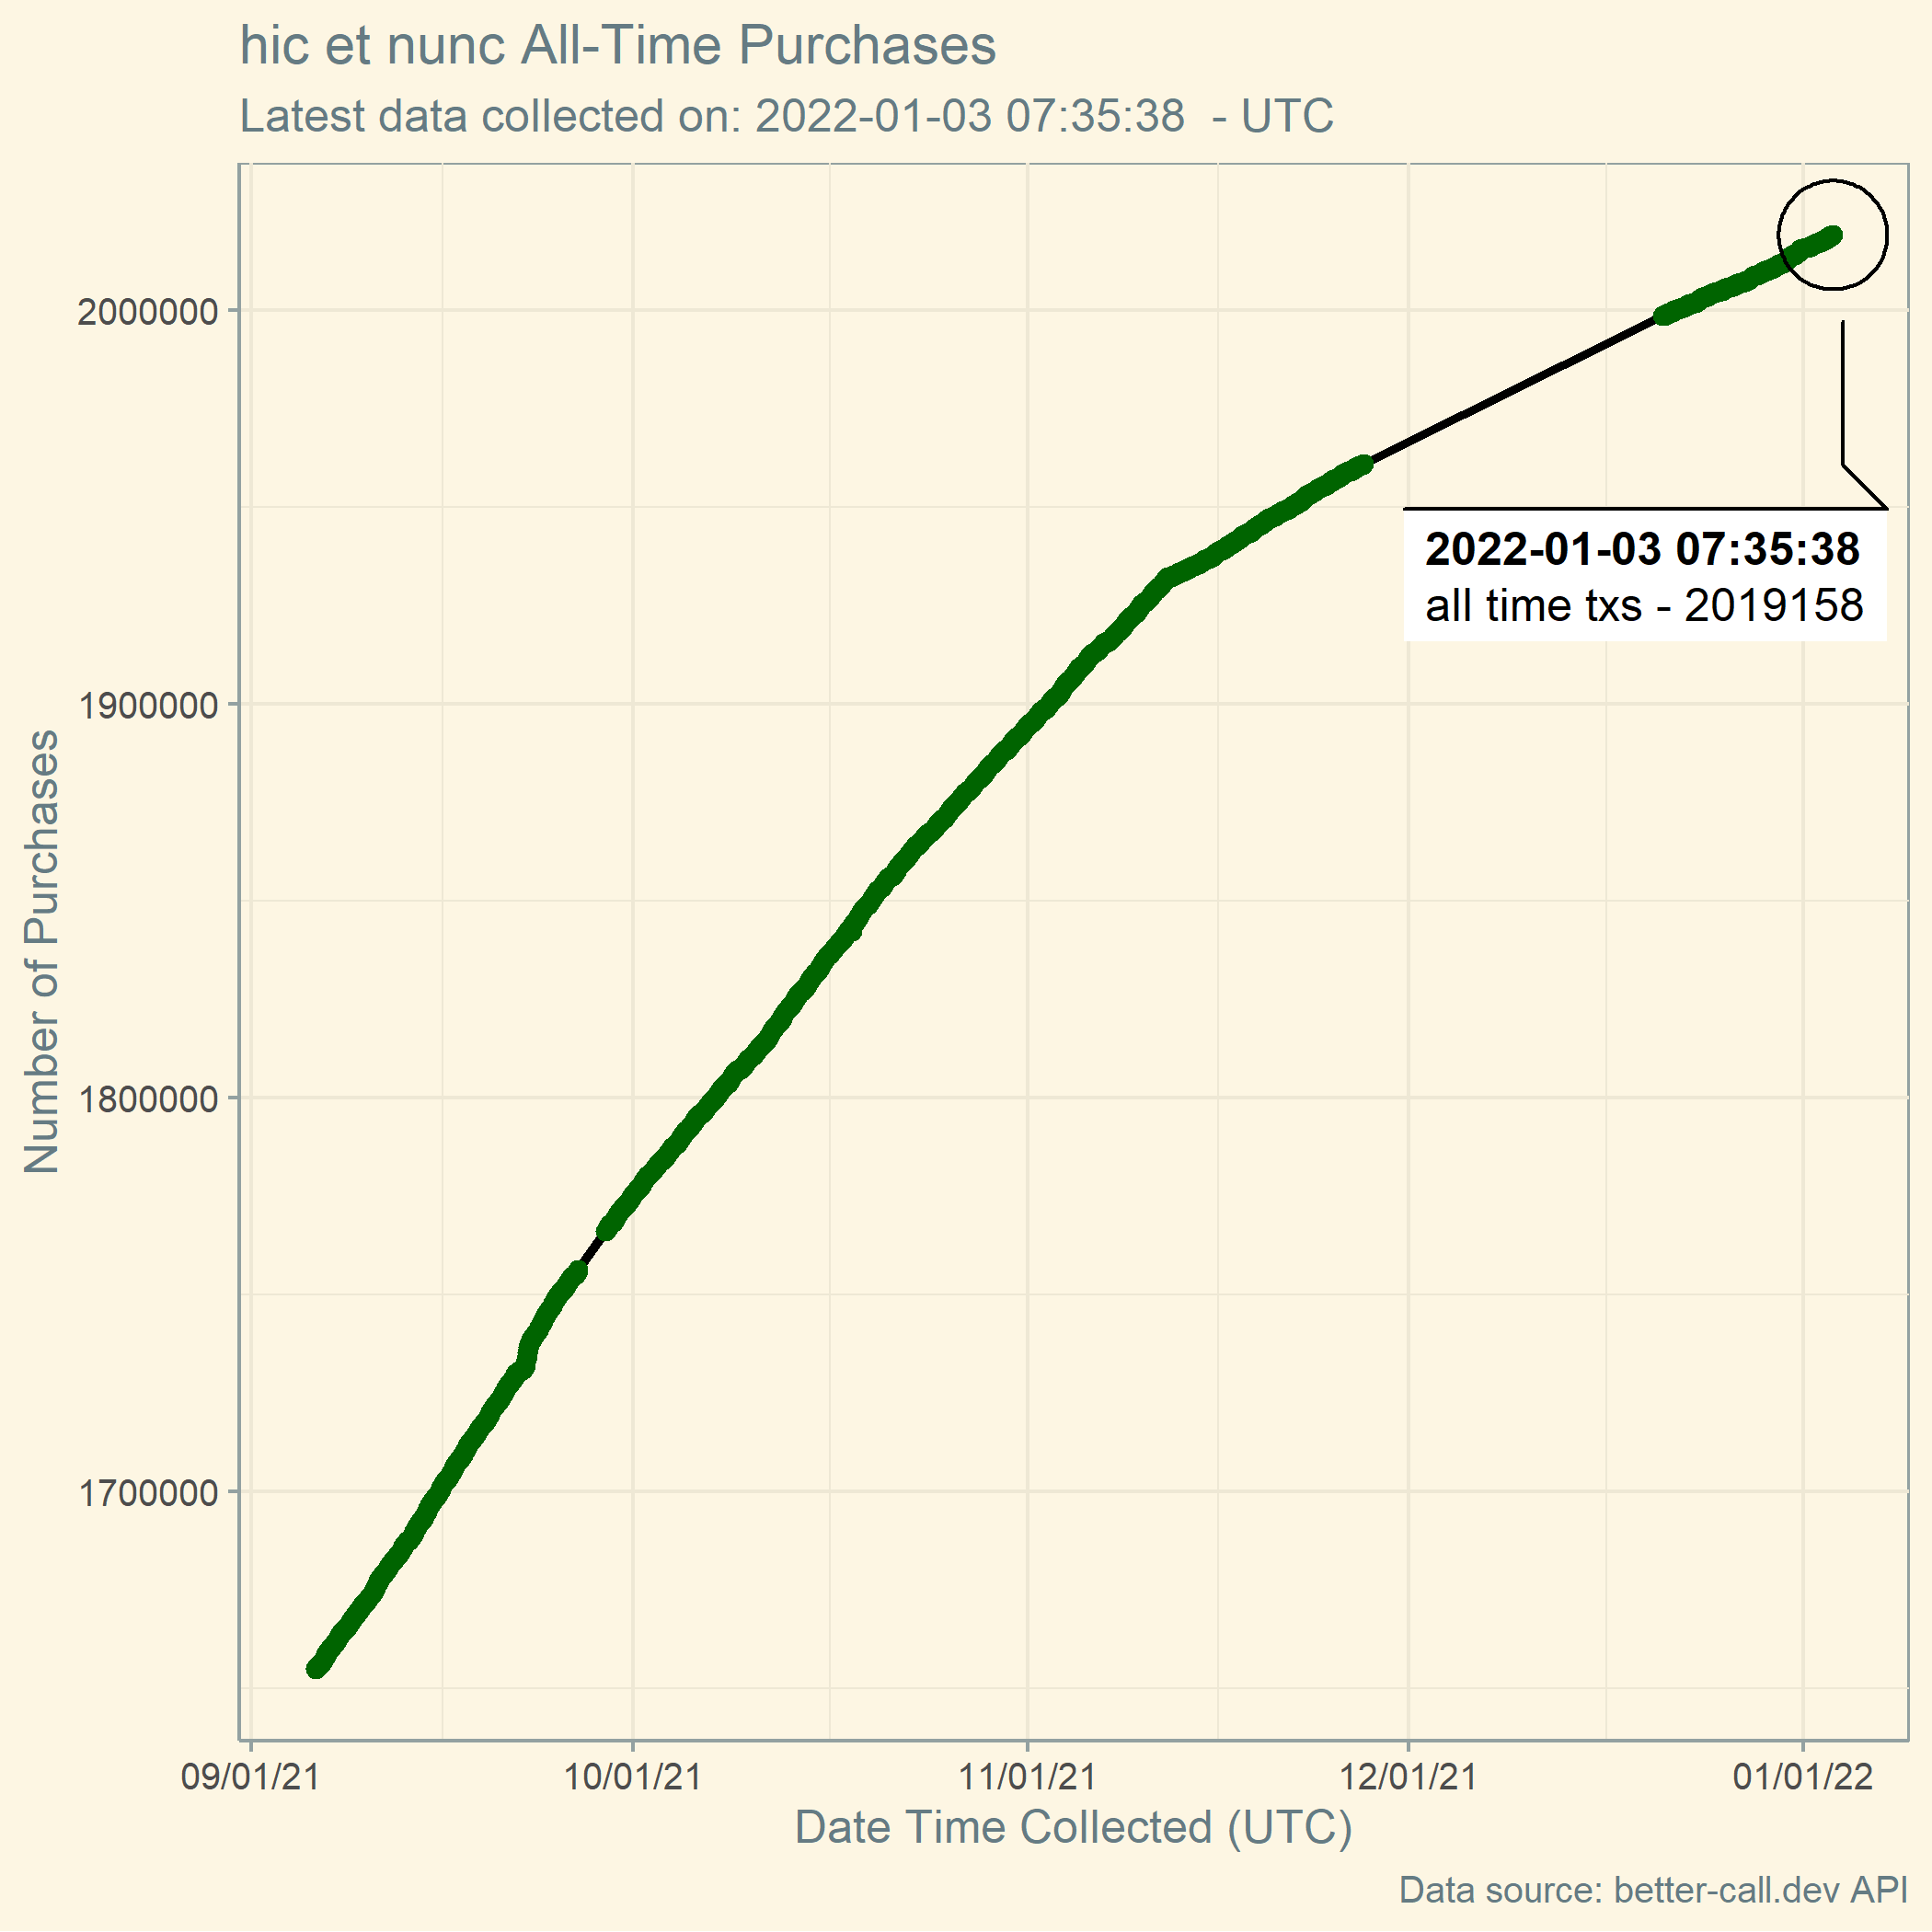 hic et nunc All-Time Purchases
Latest data collected on: 2022-01-03 07:35:38  - UTC
Number of Purchases
2000000
1900000
1800000
1700000
2022-01-03 07:35:38
all time txs - 2019158
09/01/21 10/01/21 11/01/21 12/01/21 01/01/22
Date Time Collected (UTC)
Data source: better-call.dev API